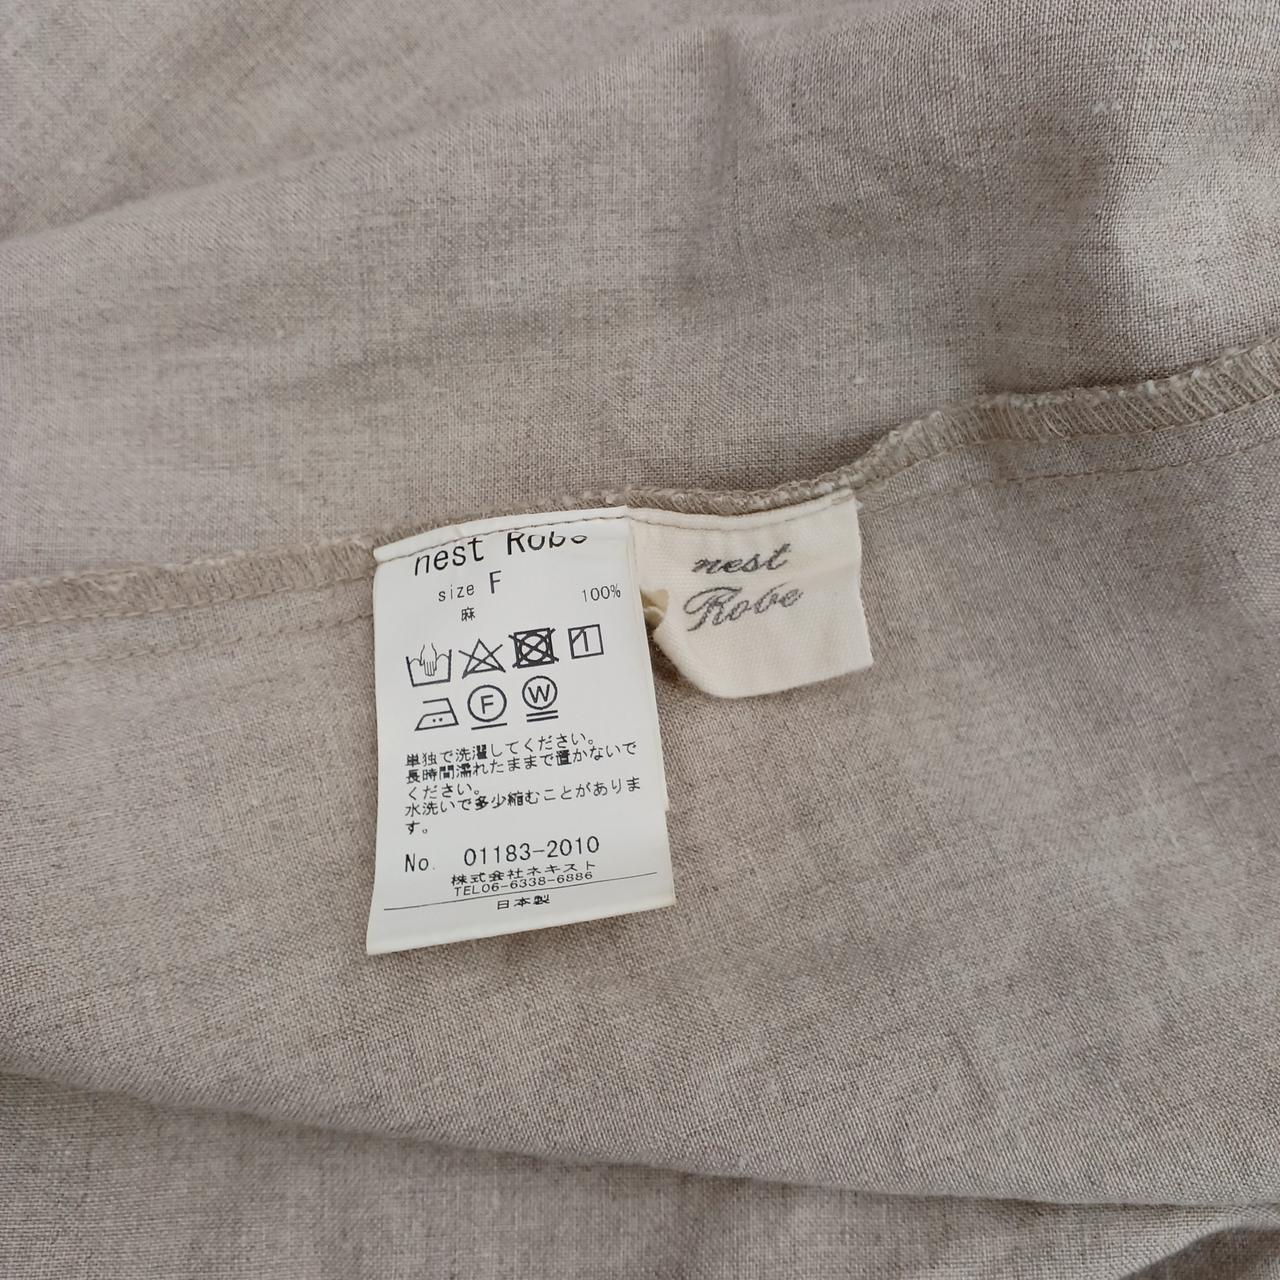 nest Robe
size F
麻 100%
F W
単独で洗濯してください。
長時間濡れたままで置かないで
ください。
水洗いで多少縮むことがありま
す。
No. 01183-2010
株式会社ネキスト
TEL06-6338-6886
日本製
nest
Robe